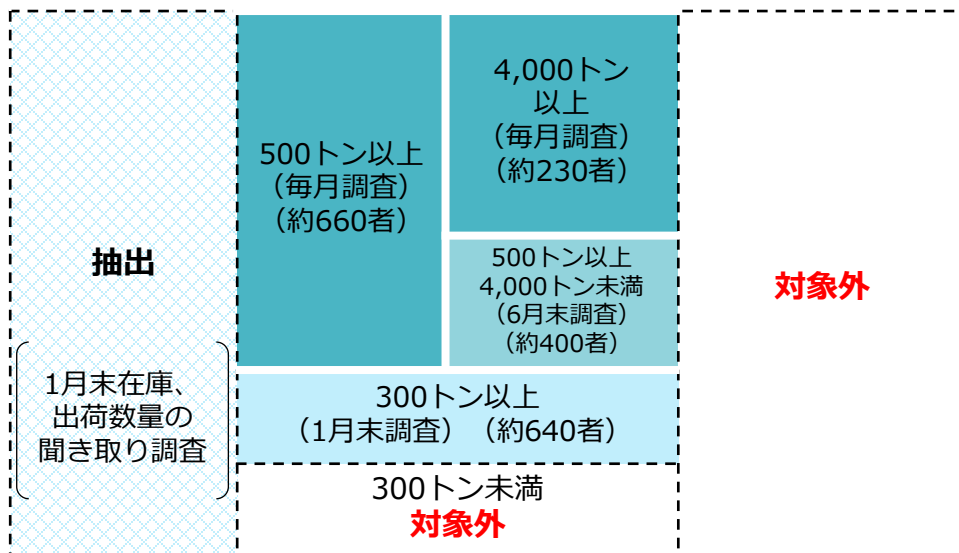 抽出
1月末在庫、
出荷数量の
聞き取り調査
500トン以上
（毎月調査）
（約660者）
4,000トン
以上
（毎月調査）
（約230者）
500トン以上
4,000トン未満
（6月末調査）
（約400者）
300トン以上
（1月末調査）（約640者）
300トン未満
対象外
対象外